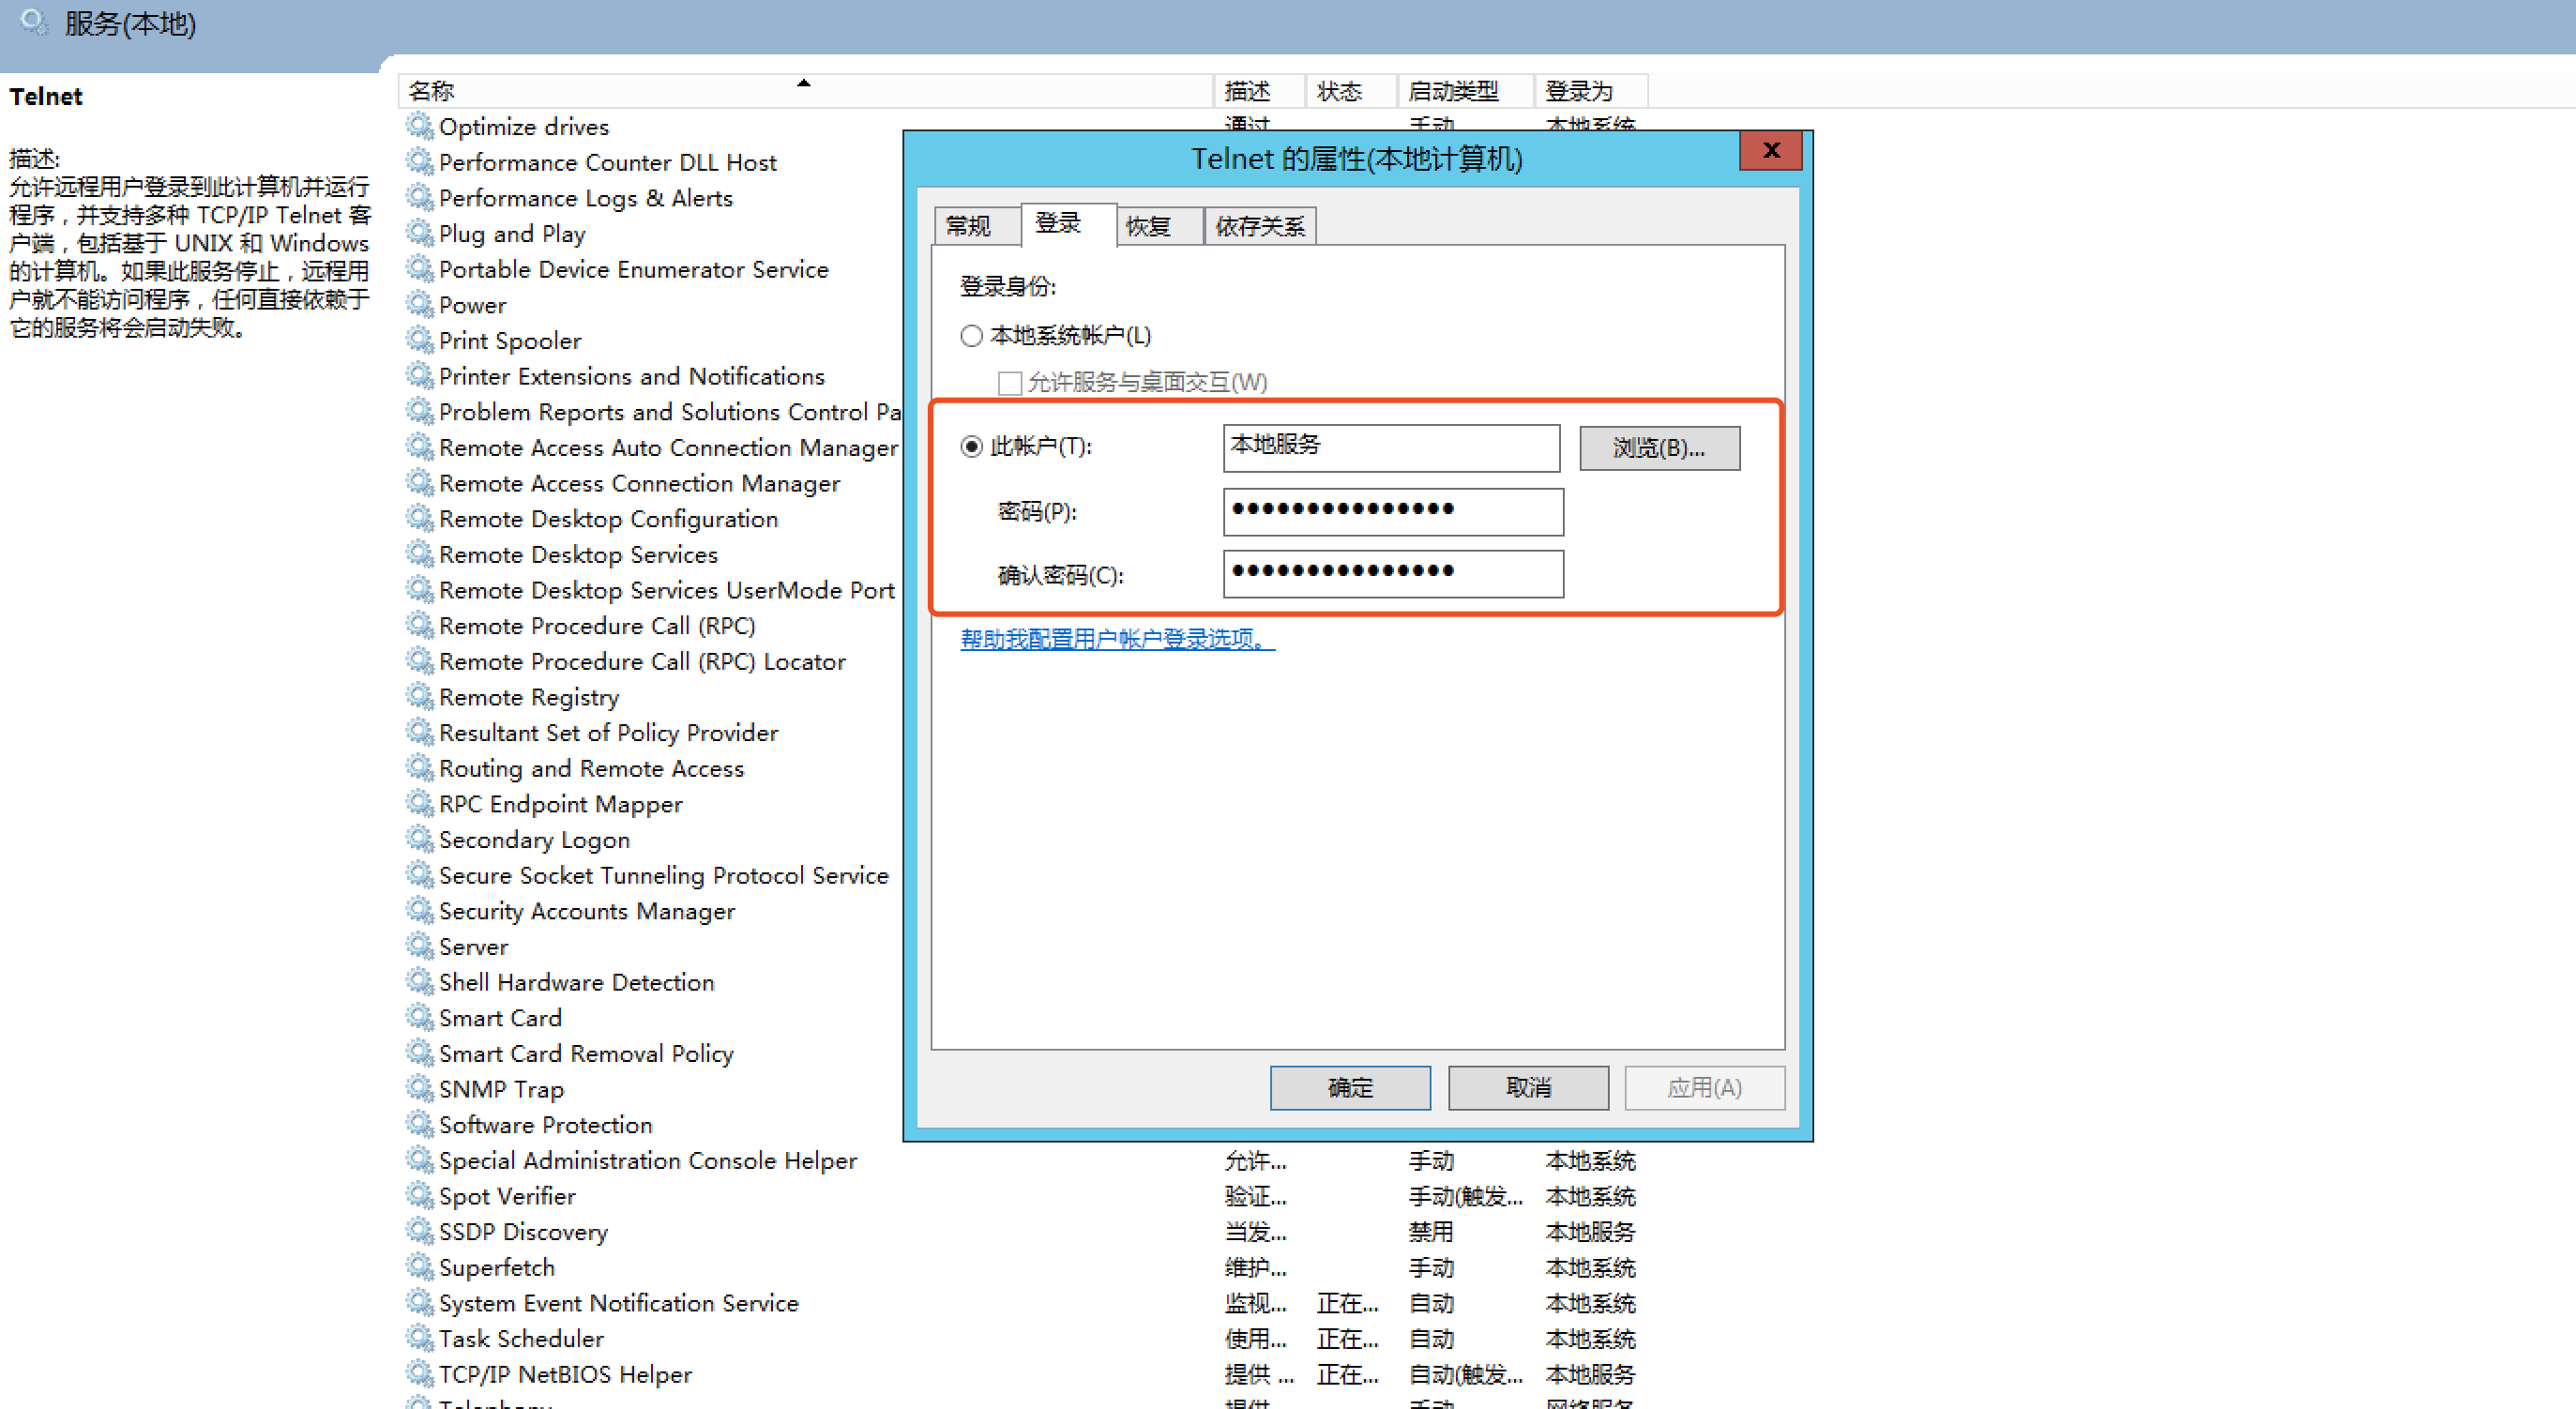 服务(本地)
Telnet
描述:
允许远程用户登录到此计算机并运行
程序，并支持多种 TCP/IP Telnet 客
户端，包括基于 UNIX 和 Windows
的计算机。如果此服务停止，远程用
户就不能访问程序，任何直接依赖于
它的服务将会启动失败。
名称 描述 状态 启动类型 登录为
Optimize drives 通过 手动 本地系统
Performance Counter DLL Host
Performance Logs & Alerts
Plug and Play
Portable Device Enumerator Service
Power
Print Spooler
Printer Extensions and Notifications
Problem Reports and Solutions Control Pa
Remote Access Auto Connection Manager
Remote Access Connection Manager
Remote Desktop Configuration
Remote Desktop Services
Remote Desktop Services UserMode Port
Remote Procedure Call (RPC)
Remote Procedure Call (RPC) Locator
Remote Registry
Resultant Set of Policy Provider
Routing and Remote Access
RPC Endpoint Mapper
Secondary Logon
Secure Socket Tunneling Protocol Service
Security Accounts Manager
Server
Shell Hardware Detection
Smart Card
Smart Card Removal Policy
SNMP Trap
Software Protection
Special Administration Console Helper 允许... 手动 本地系统
Spot Verifier 验证... 手动(触发... 本地系统
SSDP Discovery 当发... 禁用 本地服务
Superfetch 维护... 手动 本地系统
System Event Notification Service 监视... 正在... 自动 本地系统
Task Scheduler 使用... 正在... 自动 本地系统
TCP/IP NetBIOS Helper 提供 ... 正在... 自动(触发... 本地服务
Telephony 提供 手动 网络服务
Telnet 的属性(本地计算机)
x
常规 登录 恢复 依存关系
登录身份:
本地系统帐户(L)
允许服务与桌面交互(W)
此帐户(T): 本地服务 浏览(B)...
密码(P): ●●●●●●●●●●●●●●●
确认密码(C): ●●●●●●●●●●●●●●●
帮助我配置用户帐户登录选项。
确定 取消 应用(A)